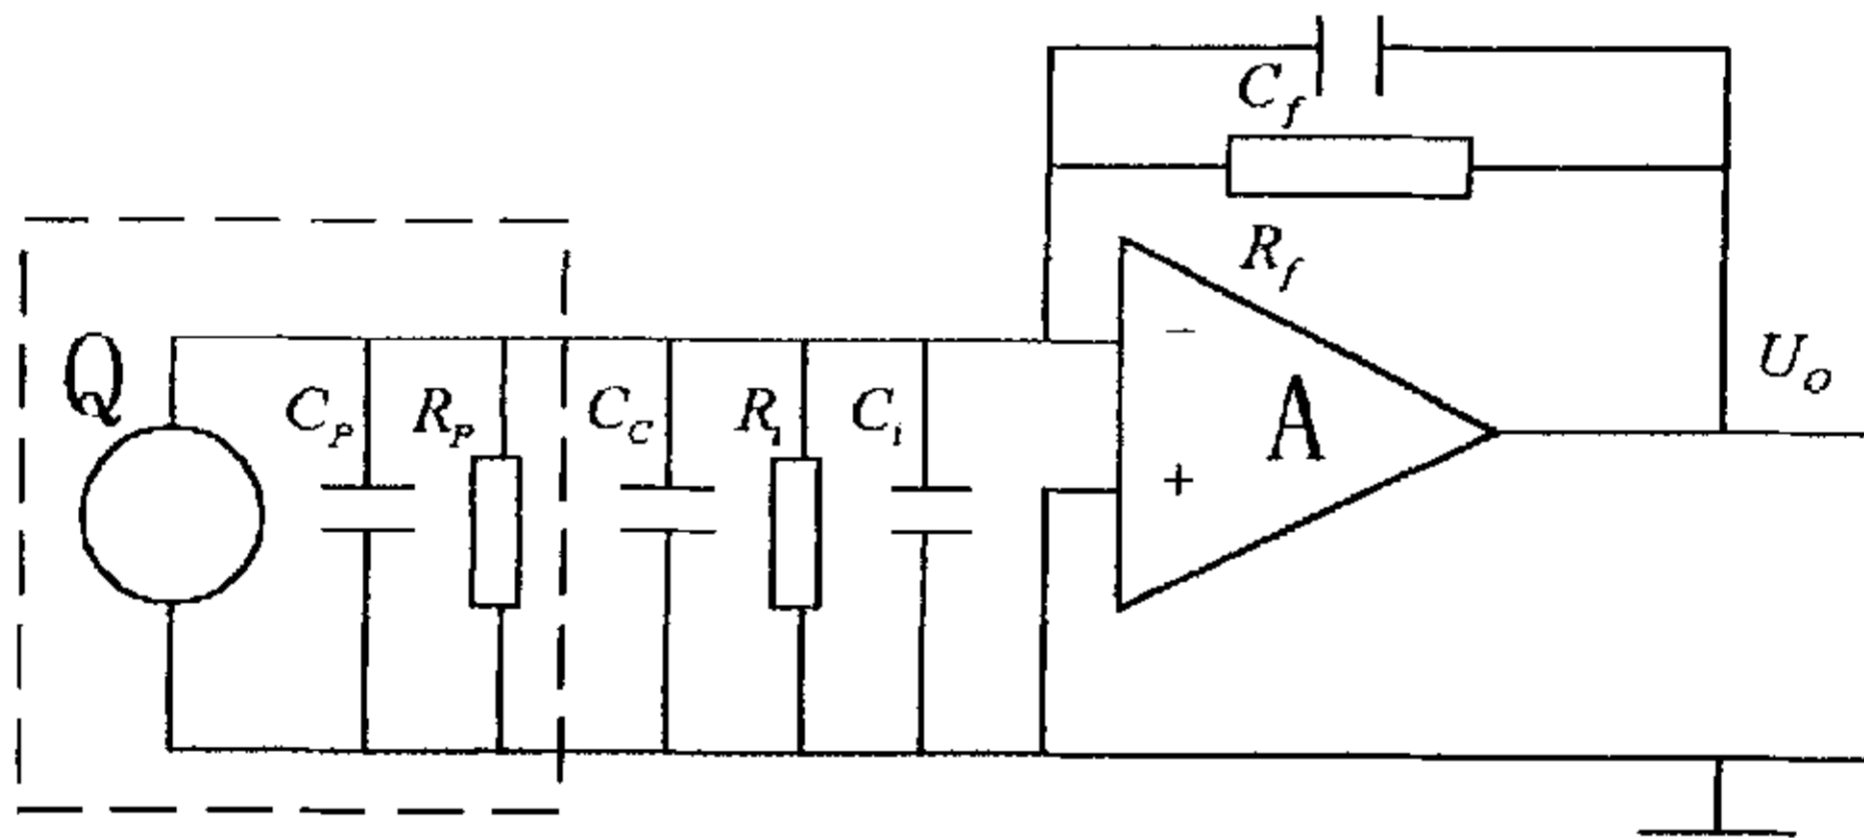 C_f
R_f
Q
C_P
R_P
C_C
R_i
C_i
−
A
+
U_O